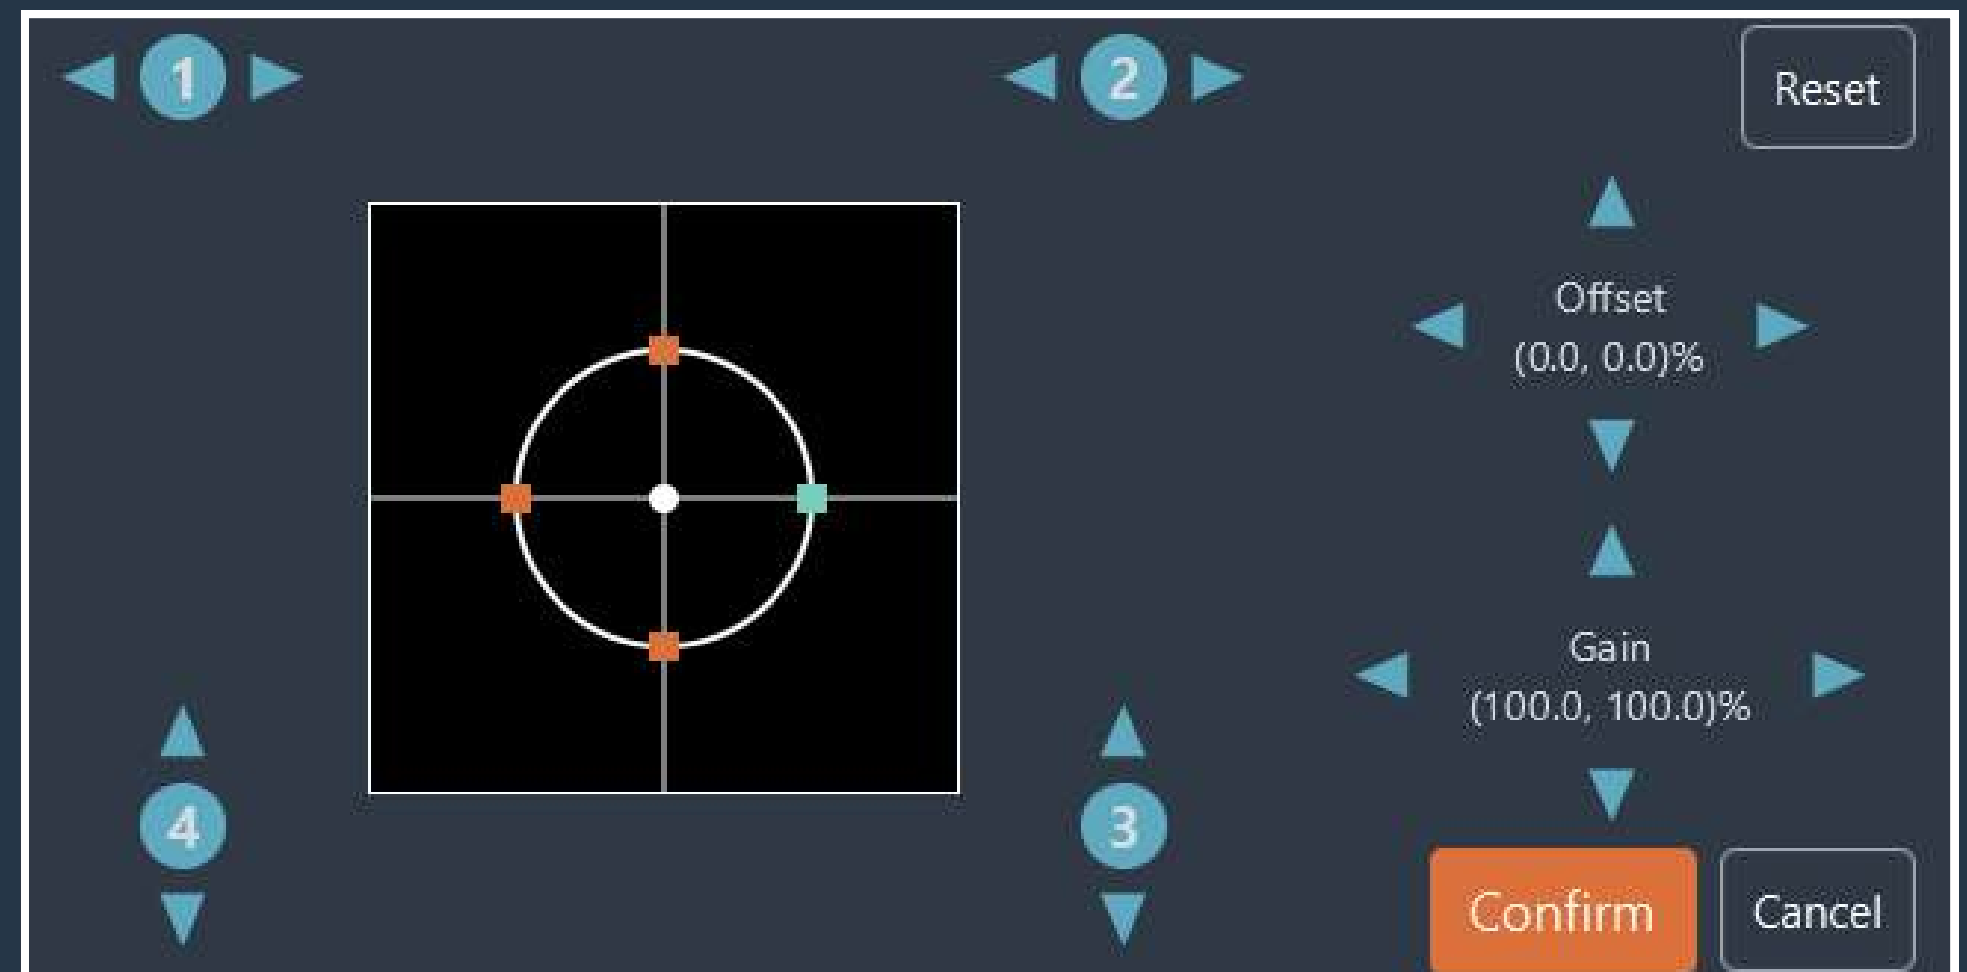 1
2
Reset
Offset
(0.0, 0.0)%
Gain
(100.0, 100.0)%
4
3
Confirm
Cancel